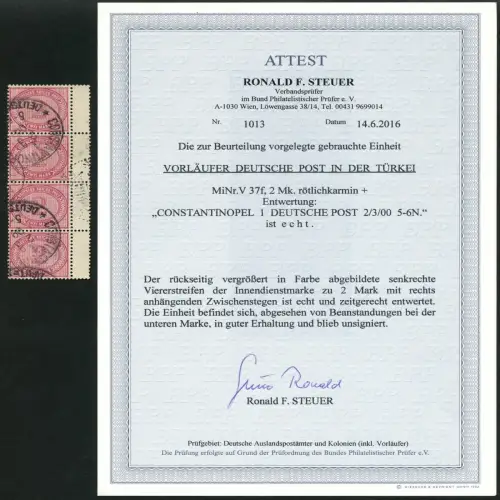 ATTEST
RONALD F. STEUER
Verbandsprüfer
im Bund Philatelistischer Prüfer e. V.
A-1030 Wien, Löwengasse 38/14, Tel. 00431 9699014
Nr. 1013 Datum 14.6.2016
Die zur Beurteilung vorgelegte gebrauchte Einheit
VORLÄUFER DEUTSCHE POST IN DER TÜRKEI
MiNr.V 37f, 2 Mk. rötlichkarmin +
Entwertung:
„CONSTANTINOPEL 1 DEUTSCHE POST 2/3/00 5-6N.“
ist echt.
Der rückseitig vergrößert in Farbe abgebildete senkrechte
Viererstreifen der Innendienstmarke zu 2 Mark mit rechts
anhängenden Zwischenstegen ist echt und zeitgerecht entwertet.
Die Einheit befindet sich, abgesehen von Beanstandungen bei der
unteren Marke, in guter Erhaltung und blieb unsigniert.
Ronald F. STEUER
Prüfgebiet: Deutsche Auslandspostämter und Kolonien (inkl. Vorläufer)
Die Prüfung erfolgte auf Grund der Prüfordnung des Bundes Philatelistischer Prüfer e.V.